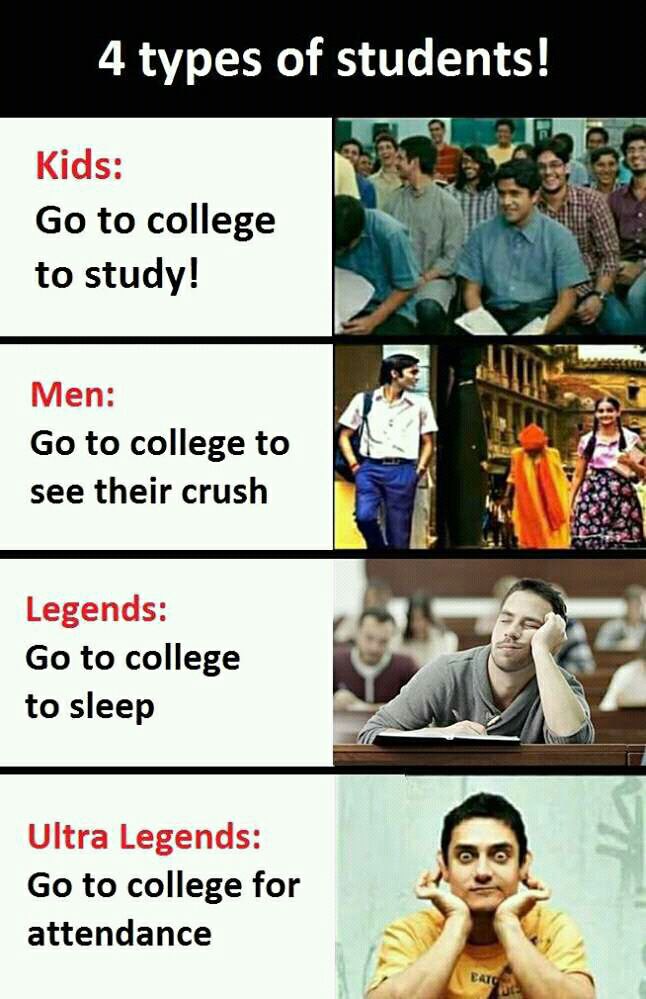 4 types of students!
Kids:
Go to college
to study!
Men:
Go to college to
see their crush
Legends:
Go to college
to sleep
Ultra Legends:
Go to college for
attendance